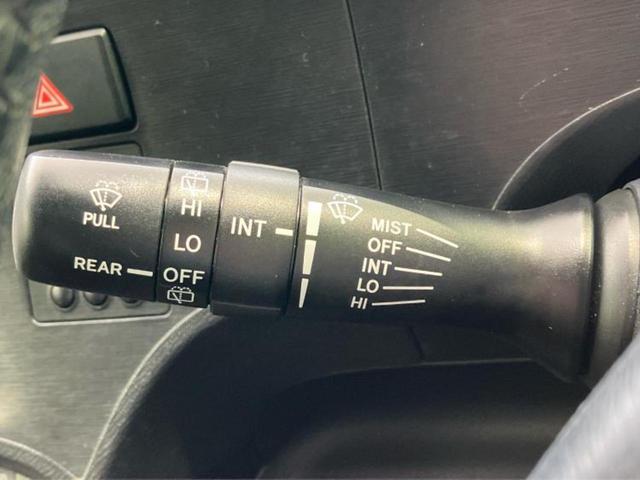 PULL
REAR
HI
LO
OFF
INT
MIST
OFF
INT
LO
HI